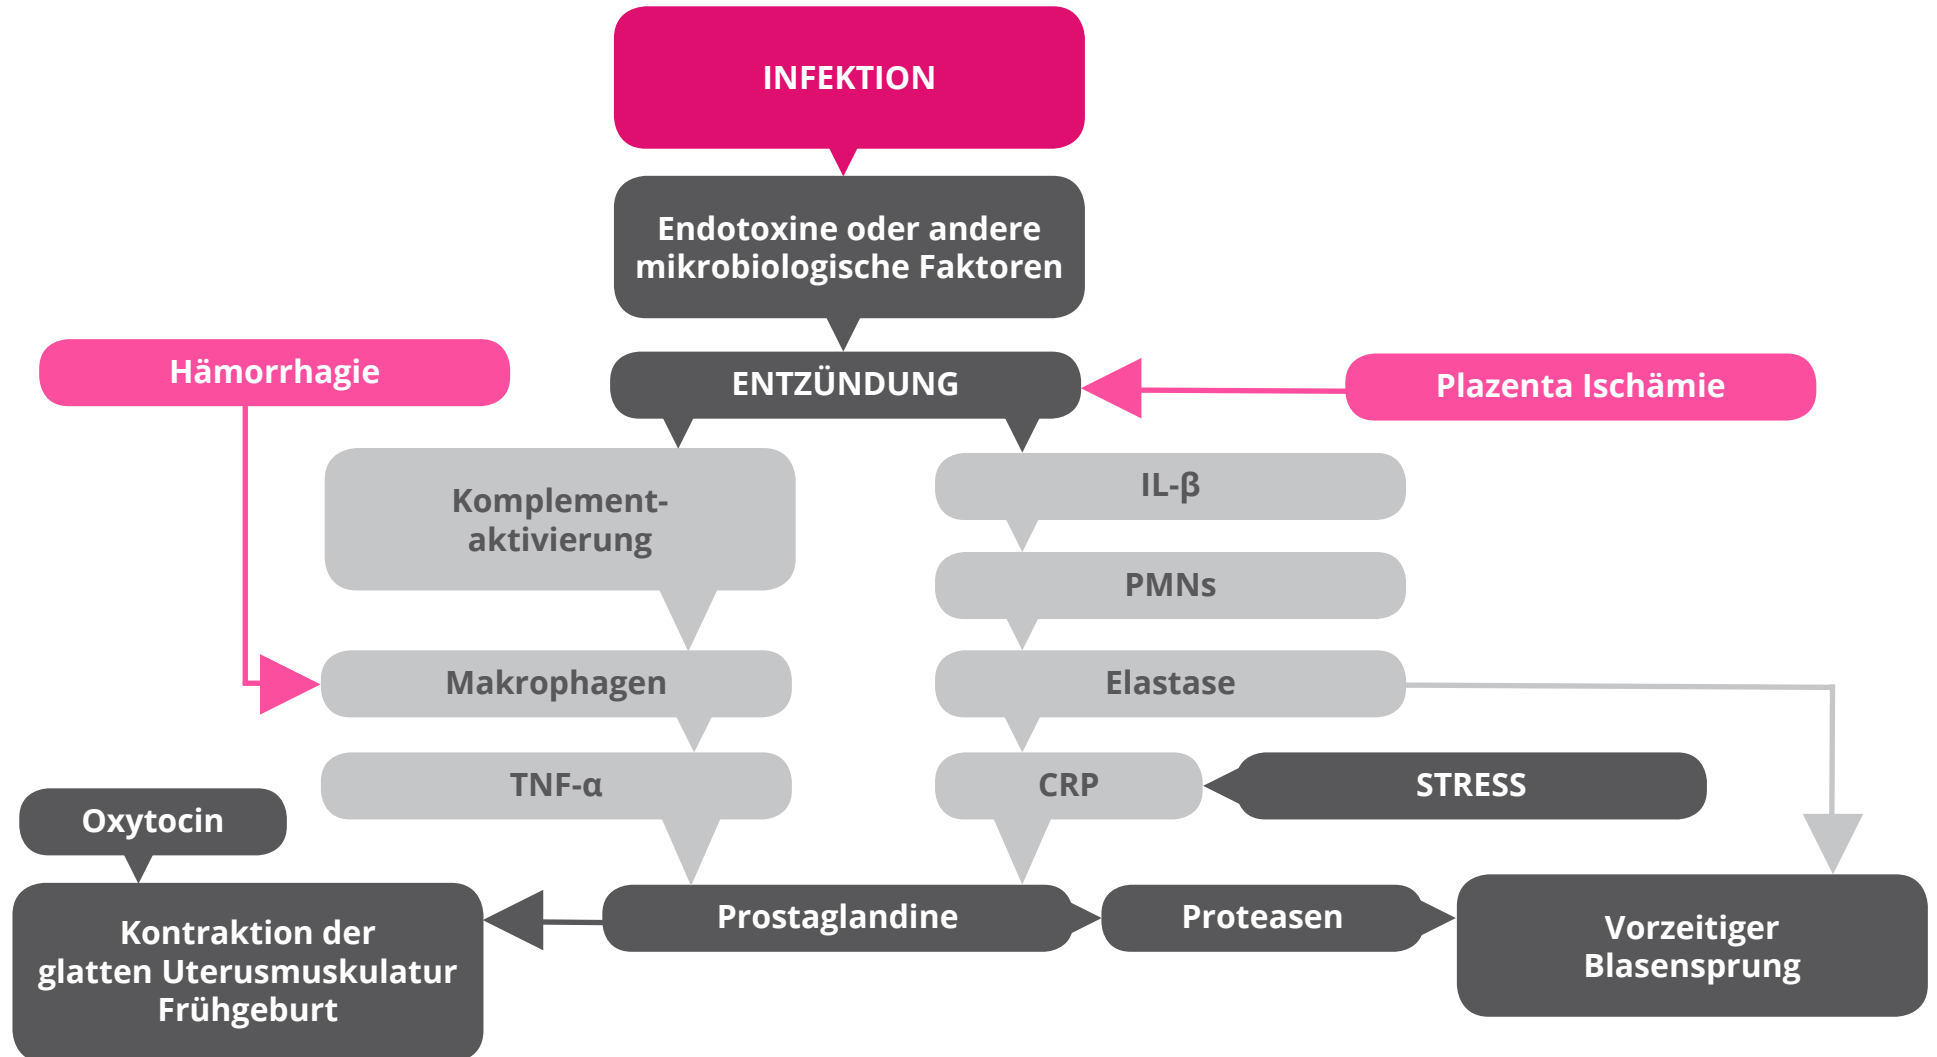 INFEKTION
Endotoxine oder andere
mikrobiologische Faktoren
Hämorrhagie
ENTZÜNDUNG
Plazenta Ischämie
Komplement-
aktivierung
IL-β
PMNs
Makrophagen
Elastase
TNF-α
CRP
STRESS
Oxytocin
Kontraktion der
glatten Uterusmuskulatur
Frühgeburt
Prostaglandine
Proteasen
Vorzeitiger
Blasensprung